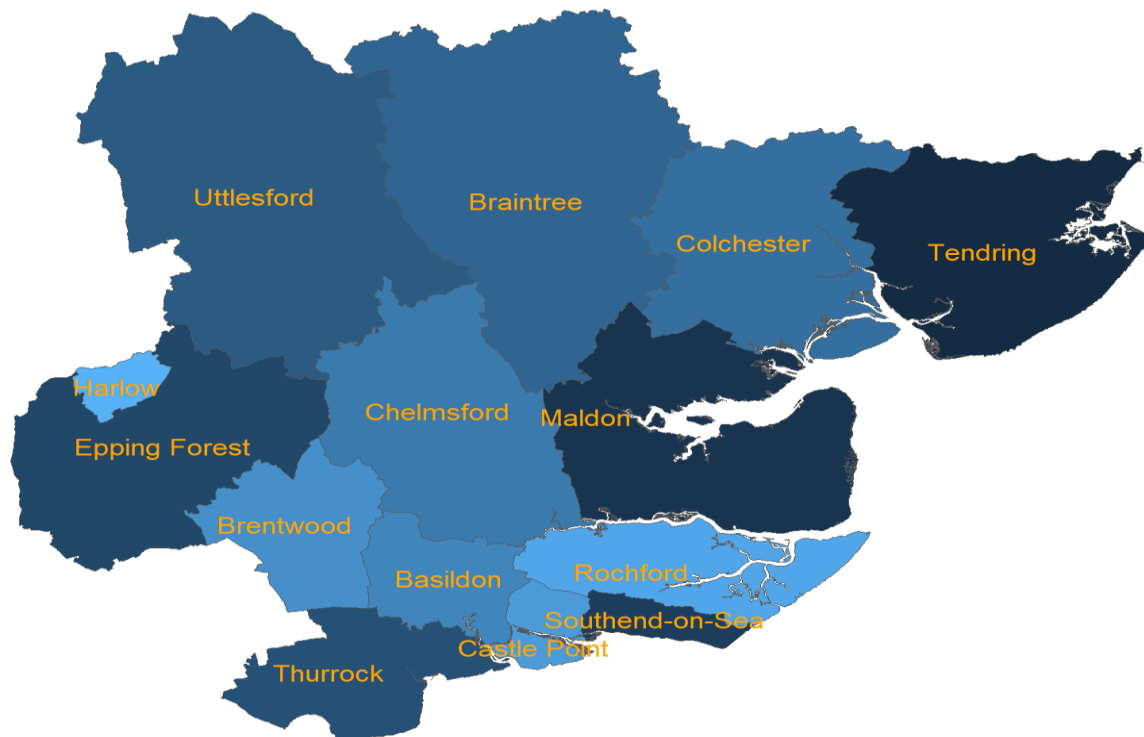 Uttlesford
Braintree
Colchester
Tendring
Harlow
Chelmsford
Maldon
Epping Forest
Brentwood
Basildon
Rochford
Southend-on-Sea
Castle Point
Thurrock